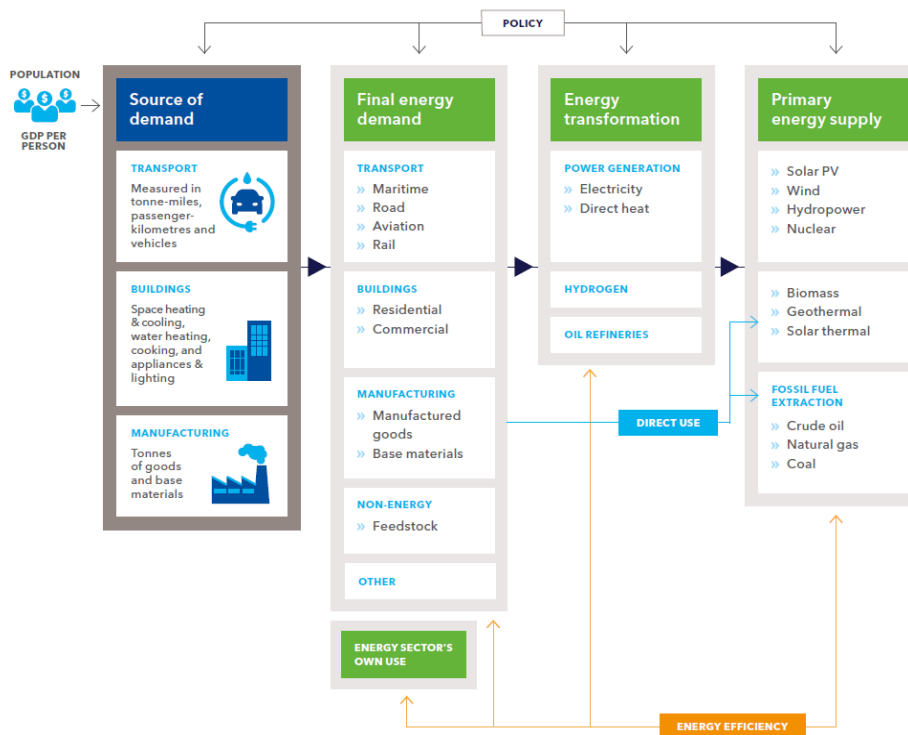 POLICY
POPULATION
GDP PER
PERSON
Source of
demand
TRANSPORT
Measured in
tonne-miles,
passenger-
kilometres and
vehicles
BUILDINGS
Space heating
& cooling,
water heating,
cooking, and
appliances &
lighting
MANUFACTURING
Tonnes
of goods
and base
materials
Final energy
demand
TRANSPORT
» Maritime
» Road
» Aviation
» Rail
BUILDINGS
» Residential
» Commercial
MANUFACTURING
» Manufactured
goods
» Base materials
NON-ENERGY
» Feedstock
OTHER
ENERGY SECTOR'S
OWN USE
Energy
transformation
POWER GENERATION
» Electricity
» Direct heat
HYDROGEN
OIL REFINERIES
DIRECT USE
Primary
energy supply
» Solar PV
» Wind
» Hydropower
» Nuclear
» Biomass
» Geothermal
» Solar thermal
FOSSIL FUEL
EXTRACTION
» Crude oil
» Natural gas
» Coal
ENERGY EFFICIENCY